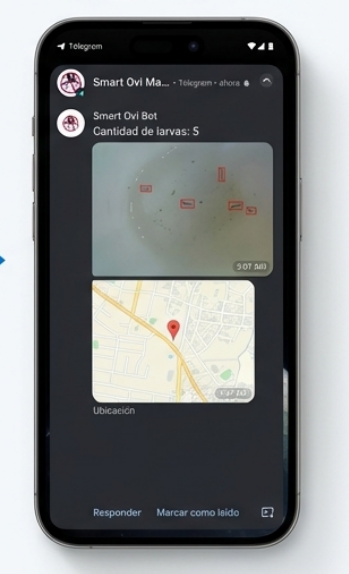 Telegram
Smart Ovi Ma... - Telegram - ahora
Smert Ovi Bot
Cantidad de larvas: S
Ubicación
Responder Marcar como leído